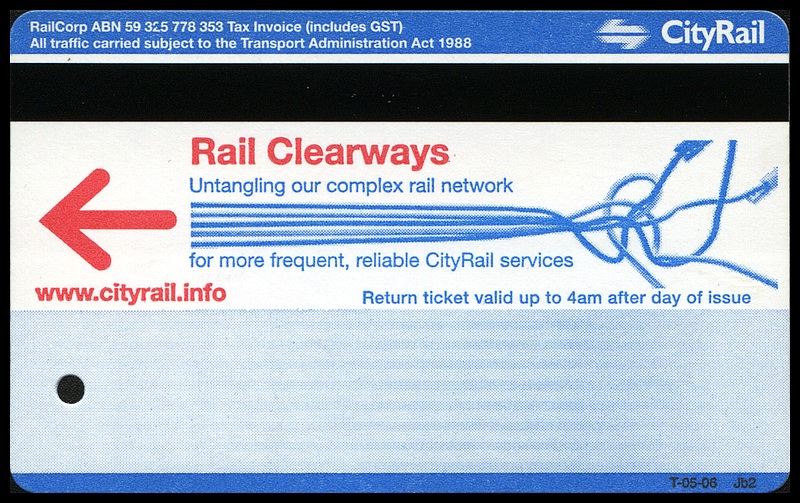 RailCorp ABN 59 325 778 353 Tax Invoice (includes GST)
All traffic carried subject to the Transport Administration Act 1988
CityRail
Rail Clearways
Untangling our complex rail network
for more frequent, reliable CityRail services
www.cityrail.info
Return ticket valid up to 4am after day of issue
T-05-06 Jb2